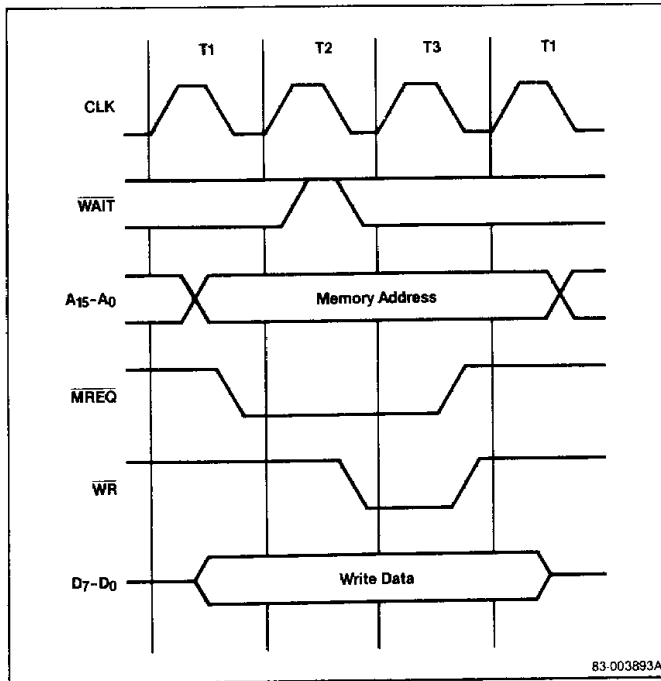 T1 T2 T3 T1
CLK
WAIT
A15-A0
Memory Address
MREQ
WR
D7-D0
Write Data
83-003893A